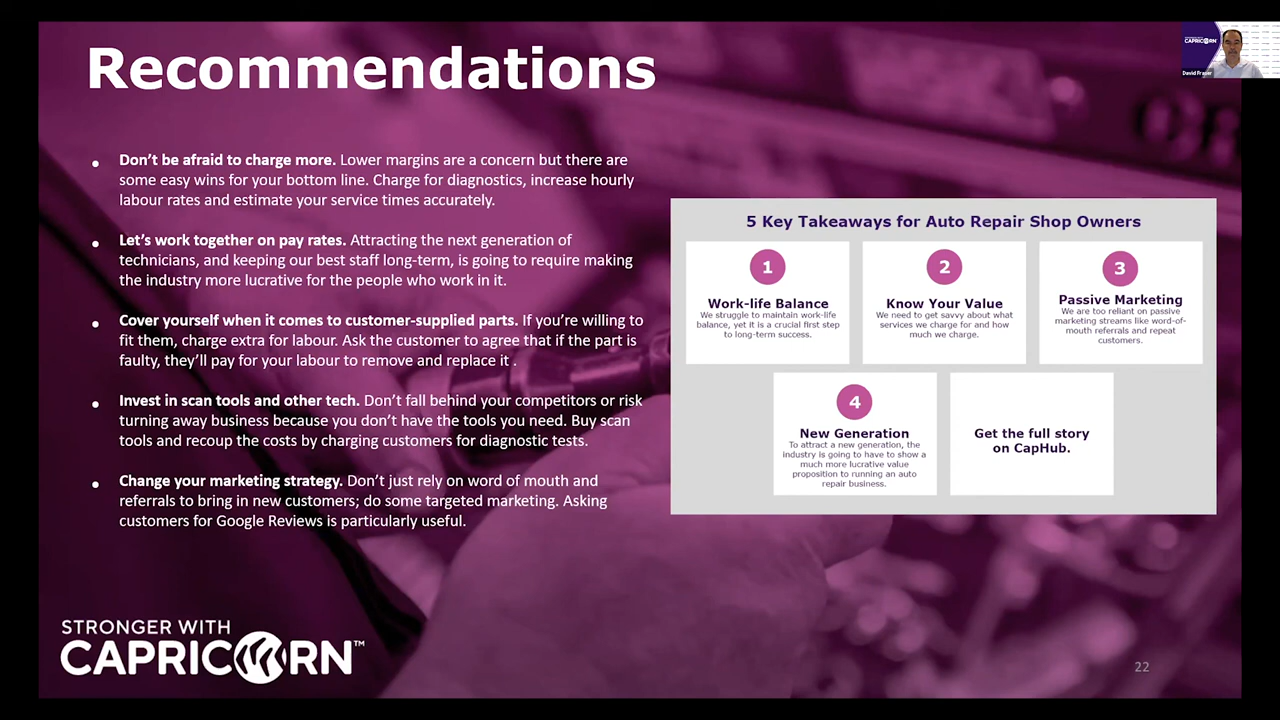 Recommendations
CAPRICORN
David Fraser
• Don't be afraid to charge more. Lower margins are a concern but there are
some easy wins for your bottom line. Charge for diagnostics, increase hourly
labour rates and estimate your service times accurately.
• Let's work together on pay rates. Attracting the next generation of
technicians, and keeping our best staff long-term, is going to require making
the industry more lucrative for the people who work in it.
• Cover yourself when it comes to customer-supplied parts. If you're willing to
fit them, charge extra for labour. Ask the customer to agree that if the part is
faulty, they'll pay for your labour to remove and replace it .
• Invest in scan tools and other tech. Don't fall behind your competitors or risk
turning away business because you don't have the tools you need. Buy scan
tools and recoup the costs by charging customers for diagnostic tests.
• Change your marketing strategy. Don't just rely on word of mouth and
referrals to bring in new customers; do some targeted marketing. Asking
customers for Google Reviews is particularly useful.
5 Key Takeaways for Auto Repair Shop Owners
1
Work-life Balance
We struggle to maintain work-life
balance, yet it is a crucial first step
to long-term success.
2
Know Your Value
We need to get savvy about what
services we charge for and how
much we charge.
3
Passive Marketing
We are too reliant on passive
marketing streams like word-of-
mouth referrals and repeat
customers.
4
New Generation
To attract a new generation, the
industry is going to have to show a
much more lucrative value
proposition to running an auto
repair business.
Get the full story
on CapHub.
STRONGER WITH
CAPRICORN™
22